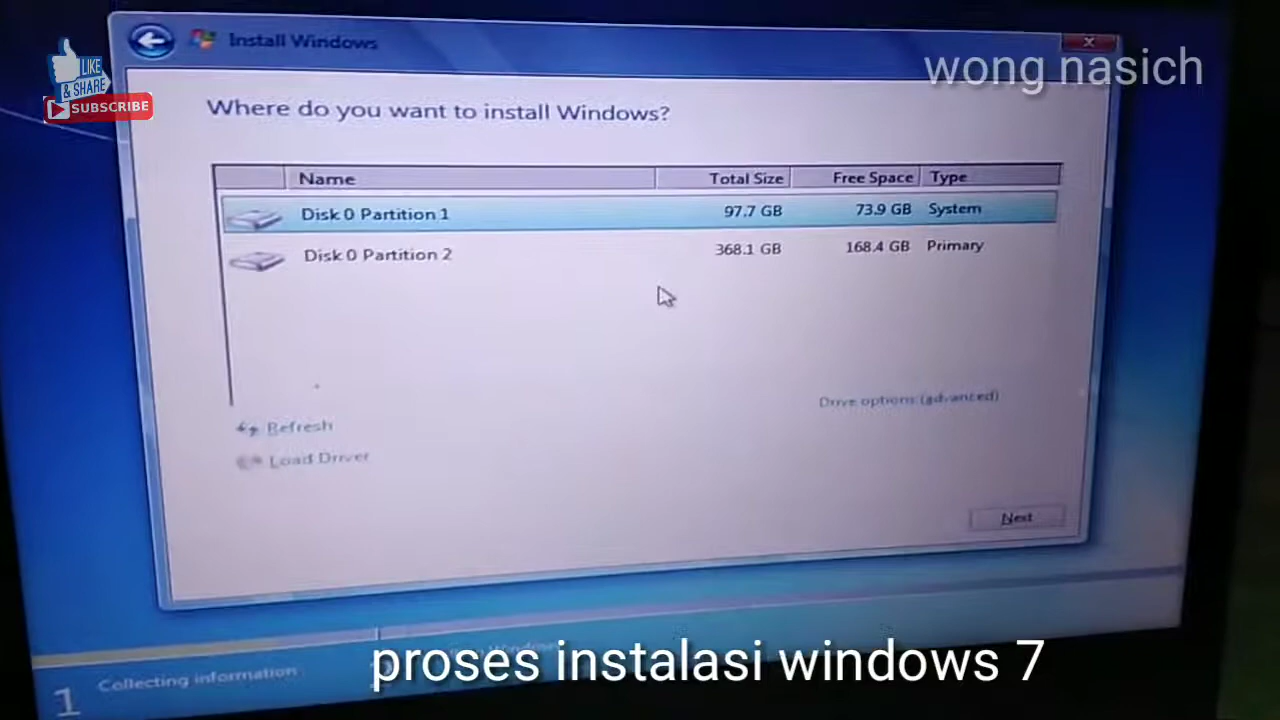 Install Windows
LIKE
& SHARE
SUBSCRIBE
wong nasich
Where do you want to install Windows?
Name Total Size Free Space Type
Disk 0 Partition 1 97.7 GB 73.9 GB System
Disk 0 Partition 2 368.1 GB 168.4 GB Primary
Drive options (advanced)
Refresh
Load Driver
Next
proses instalasi windows 7
1 Collecting information